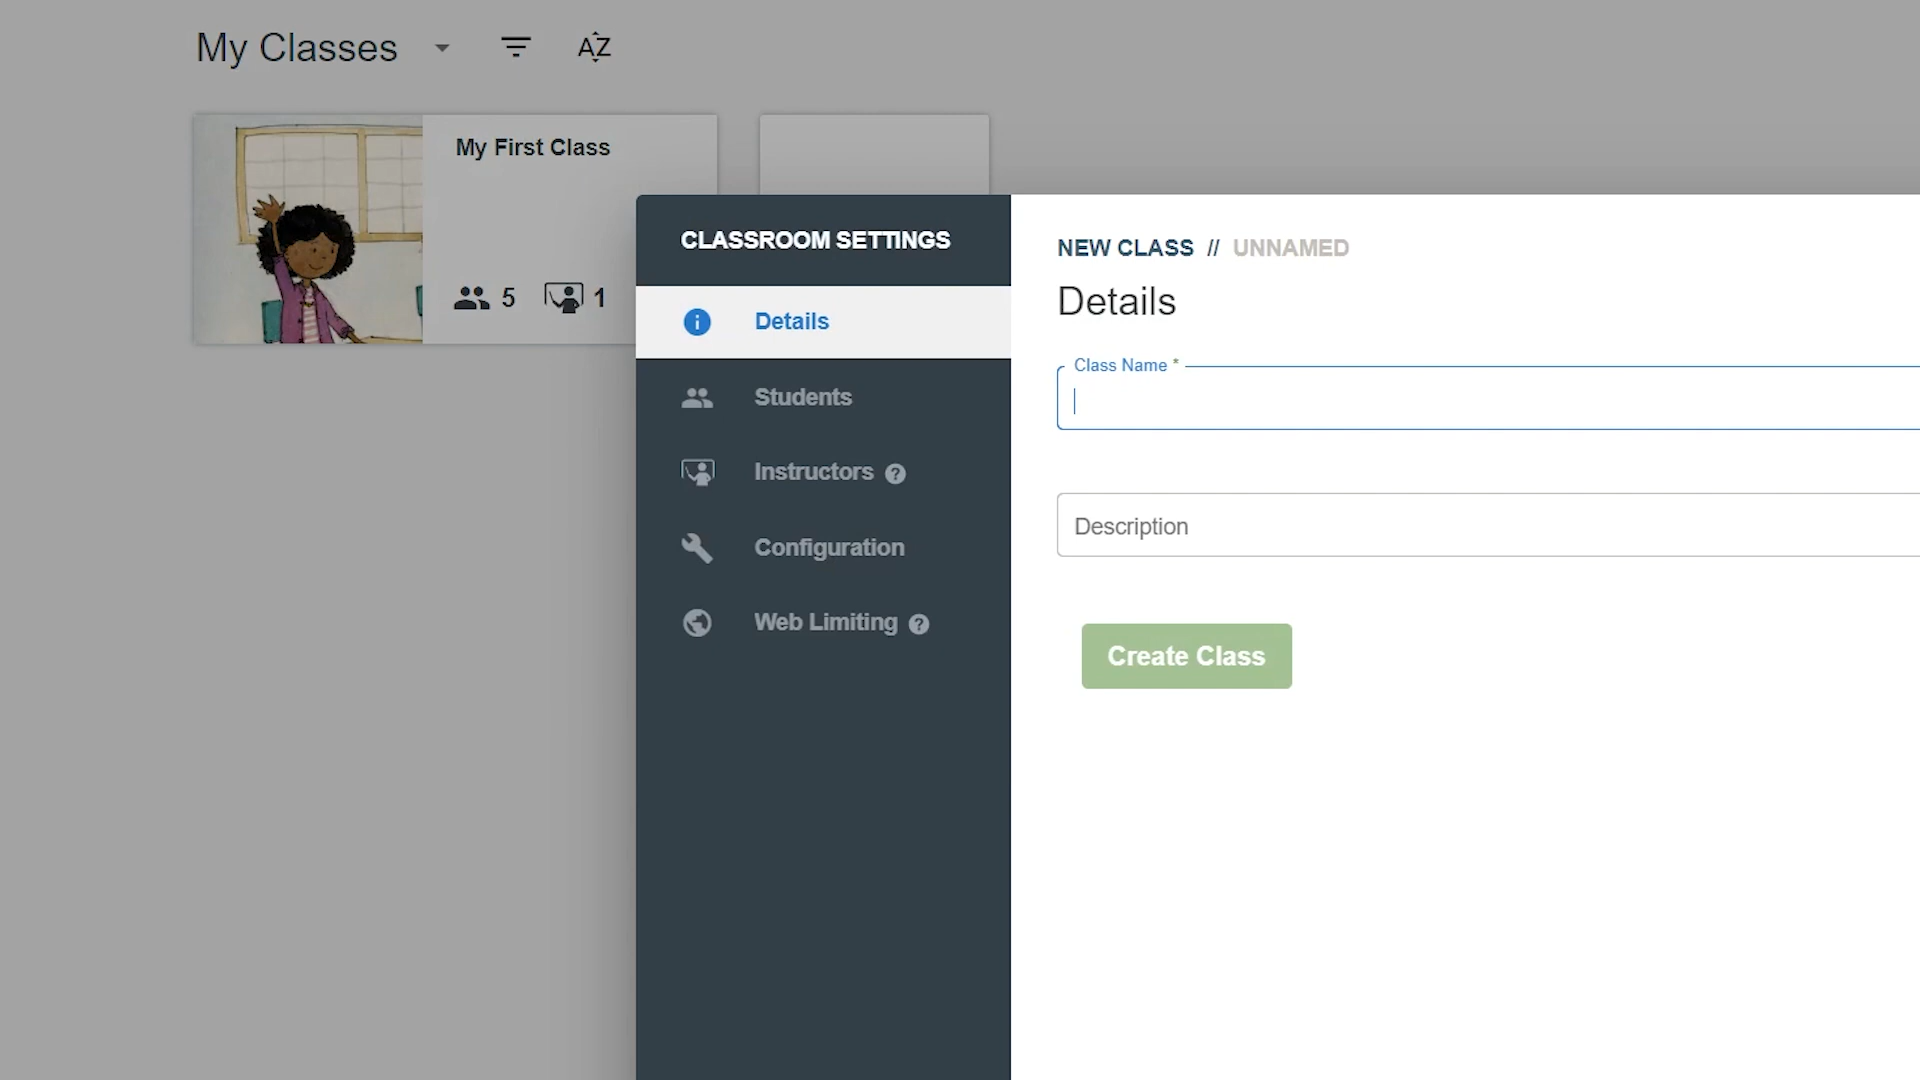 My Classes
AZ
My First Class
5
1
CLASSROOM SETTINGS
Details
Students
Instructors ?
Configuration
Web Limiting ?
NEW CLASS // UNNAMED
Details
Class Name *
Description
Create Class